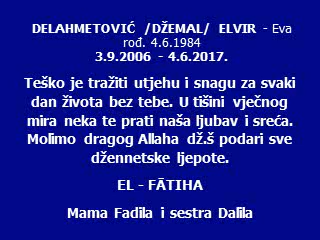 DELAHMETOVIĆ /DŽEMAL/ ELVIR - Eva
rođ. 4.6.1984
3.9.2006 - 4.6.2017.
Teško je tražiti utjehu i snagu za svaki
dan života bez tebe. U tišini vječnog
mira neka te prati naša ljubav i sreća.
Molimo dragog Allaha dž.š podari sve
džennetske ljepote.
EL - FĀTIHA
Mama Fadila i sestra Dalila